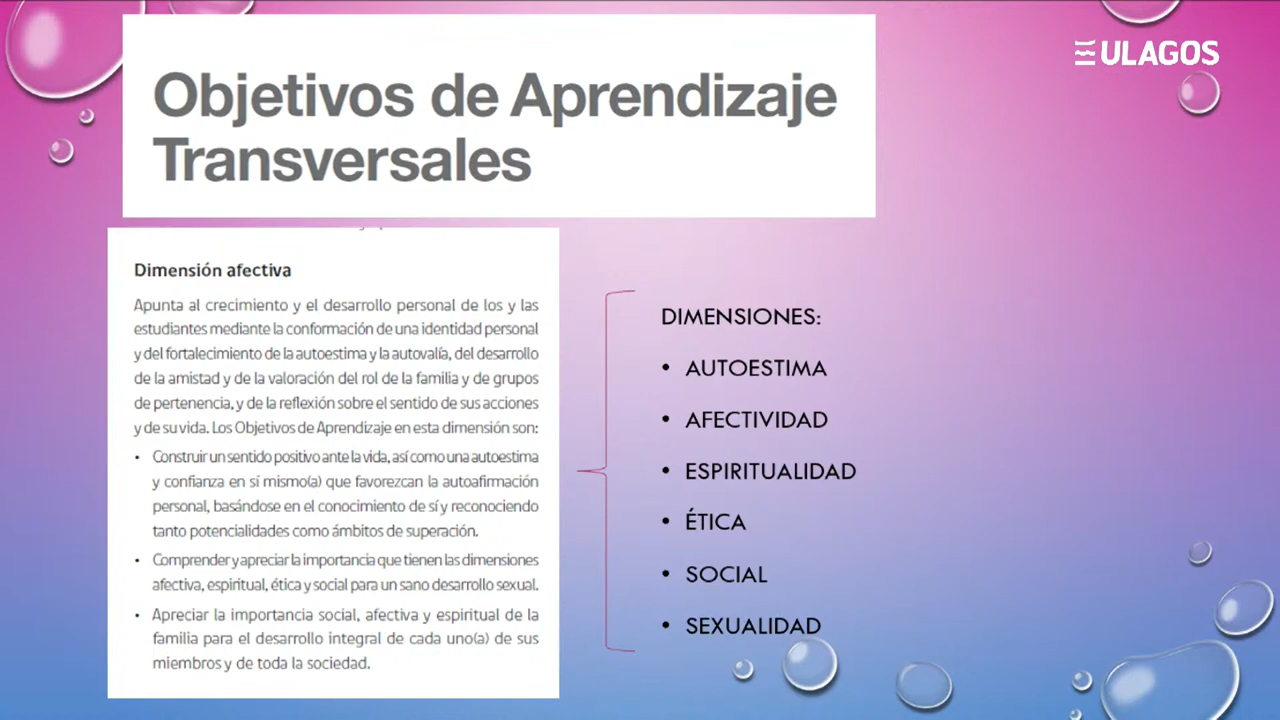 ULAGOS
Objetivos de Aprendizaje
Transversales
Dimensión afectiva
Apunta al crecimiento y el desarrollo personal de los y las
estudiantes mediante la conformación de una identidad personal
y del fortalecimiento de la autoestima y la autovalía, del desarrollo
de la amistad y de la valoración del rol de la familia y de grupos
de pertenencia, y de la reflexión sobre el sentido de sus acciones
y de su vida. Los Objetivos de Aprendizaje en esta dimensión son:
• Construir un sentido positivo ante la vida, así como una autoestima
y confianza en sí mismo(a) que favorezcan la autoafirmación
personal, basándose en el conocimiento de sí y reconociendo
tanto potencialidades como ámbitos de superación.
• Comprender y apreciar la importancia que tienen las dimensiones
afectiva, espiritual, ética y social para un sano desarrollo sexual.
• Apreciar la importancia social, afectiva y espiritual de la
familia para el desarrollo integral de cada uno(a) de sus
miembros y de toda la sociedad.
DIMENSIONES:
• AUTOESTIMA
• AFECTIVIDAD
• ESPIRITUALIDAD
• ÉTICA
• SOCIAL
• SEXUALIDAD